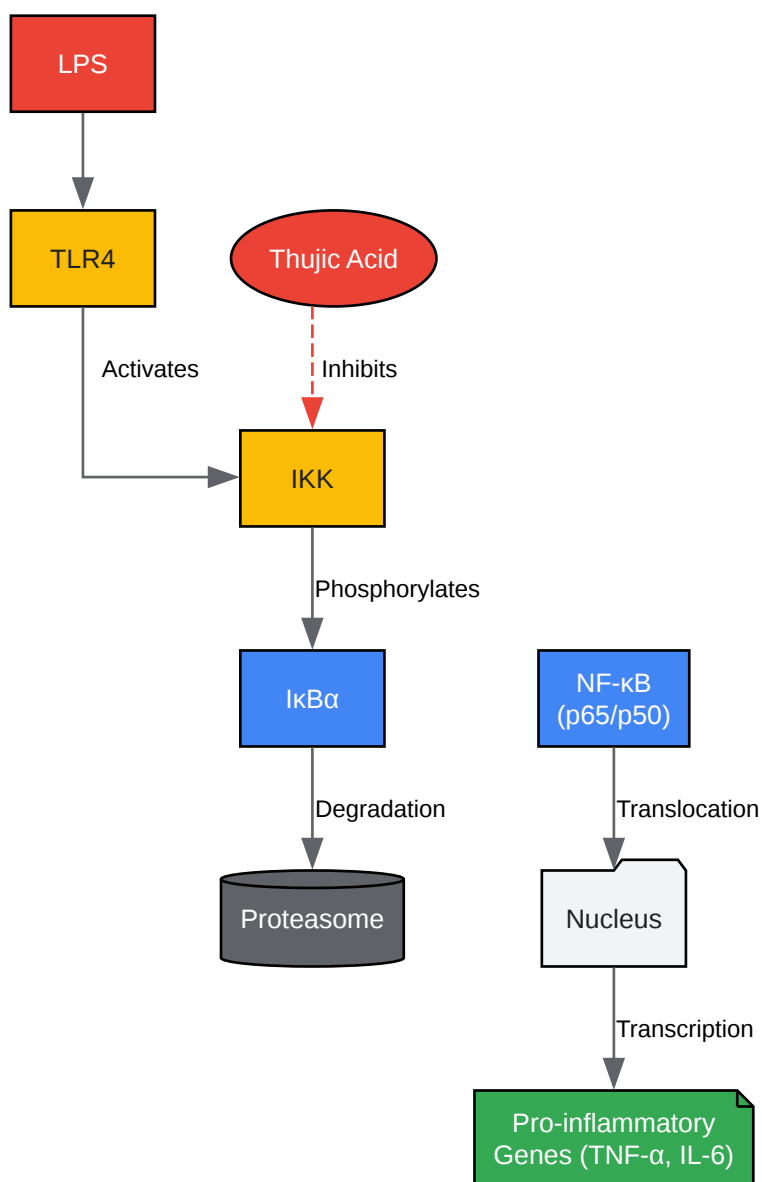 LPS
TLR4
Thujic Acid
Activates
Inhibits
IKK
Phosphorylates
IκBα
NF-κB
(p65/p50)
Degradation
Translocation
Proteasome
Nucleus
Transcription
Pro-inflammatory
Genes (TNF-α, IL-6)